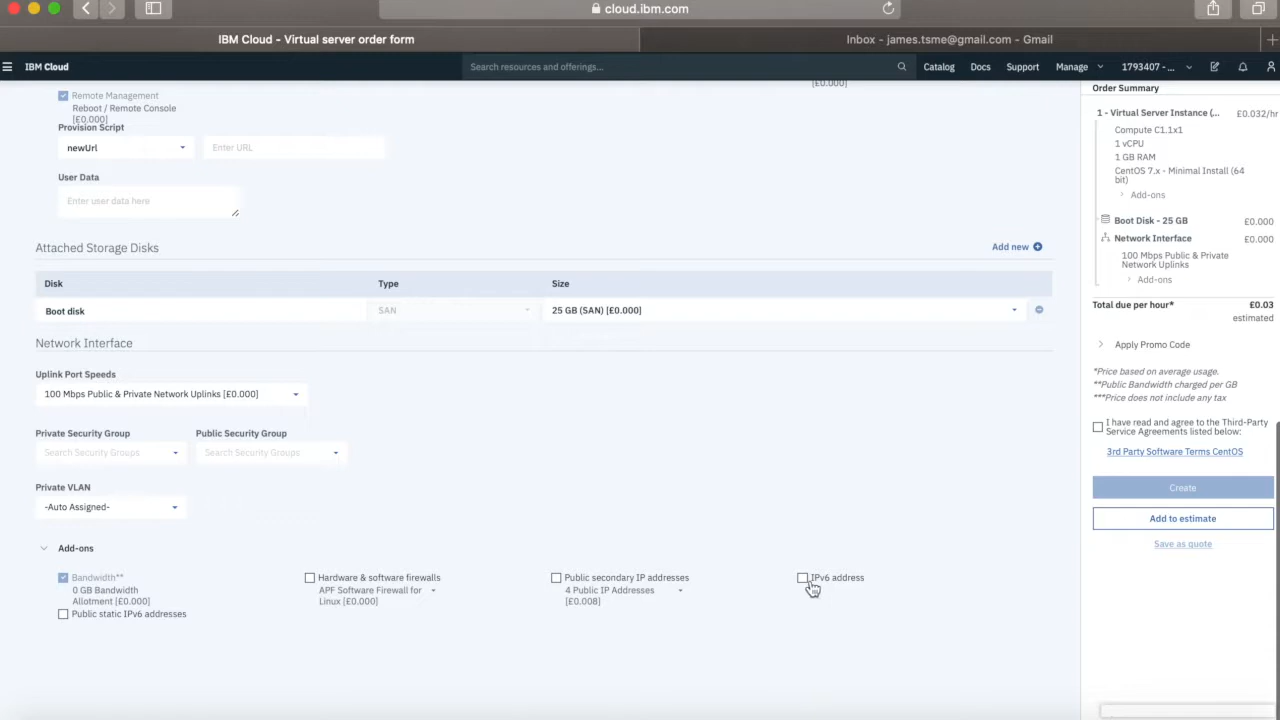 cloud.ibm.com
IBM Cloud - Virtual server order form
Inbox - james.tsme@gmail.com - Gmail
IBM Cloud
Search resources and offerings...
Catalog
Docs
Support
Manage
1793407 - ...
[£0.000]
Remote Management
Reboot / Remote Console
[£0.000]
Provision Script
newUrl
Enter URL
User Data
Enter user data here
Attached Storage Disks
Add new
Disk Type Size
Boot disk SAN 25 GB (SAN) [£0.000]
Network Interface
Uplink Port Speeds
100 Mbps Public & Private Network Uplinks [£0.000]
Private Security Group Public Security Group
Search Security Groups Search Security Groups
Private VLAN
-Auto Assigned-
Add-ons
Bandwidth**
0 GB Bandwidth
Allotment [£0.000]
Hardware & software firewalls
APF Software Firewall for
Linux [£0.000]
Public secondary IP addresses
4 Public IP Addresses
[£0.008]
IPv6 address
Public static IPv6 addresses
Order Summary
1 - Virtual Server Instance (... £0.032/hr
Compute C1.1x1
1 vCPU
1 GB RAM
CentOS 7.x - Minimal Install (64
bit)
Add-ons
Boot Disk - 25 GB £0.000
Network Interface £0.000
100 Mbps Public & Private
Network Uplinks
Add-ons
Total due per hour* £0.03
estimated
Apply Promo Code
*Price based on average usage.
**Public Bandwidth charged per GB
***Price does not include any tax
I have read and agree to the Third-Party
Service Agreements listed below:
3rd Party Software Terms CentOS
Create
Add to estimate
Save as quote